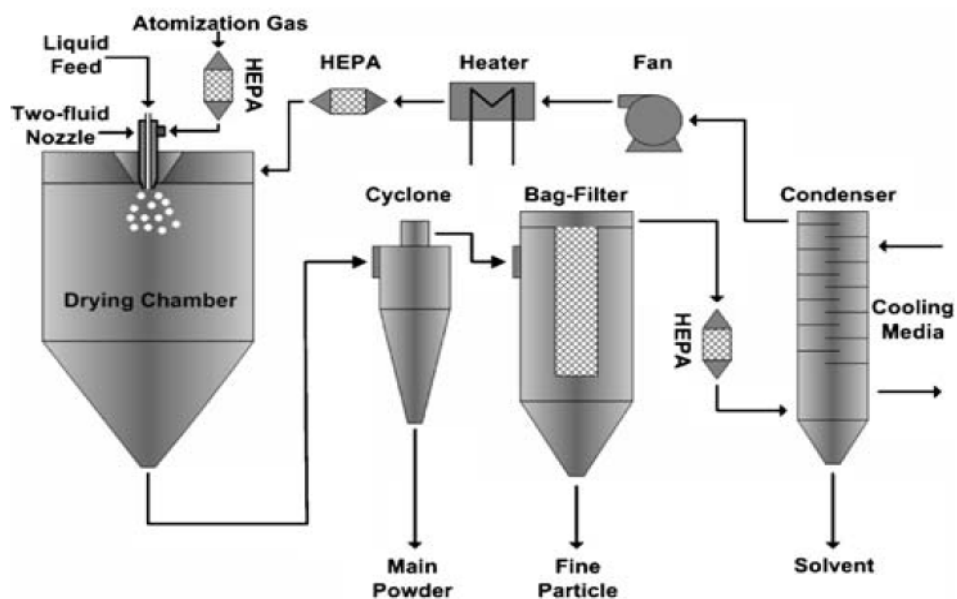 Atomization Gas
Liquid
Feed
HEPA
HEPA
Heater
Fan
Two-fluid
Nozzle
Cyclone
Bag-Filter
Condenser
Drying Chamber
HEPA
Cooling
Media
Main
Powder
Fine
Particle
Solvent